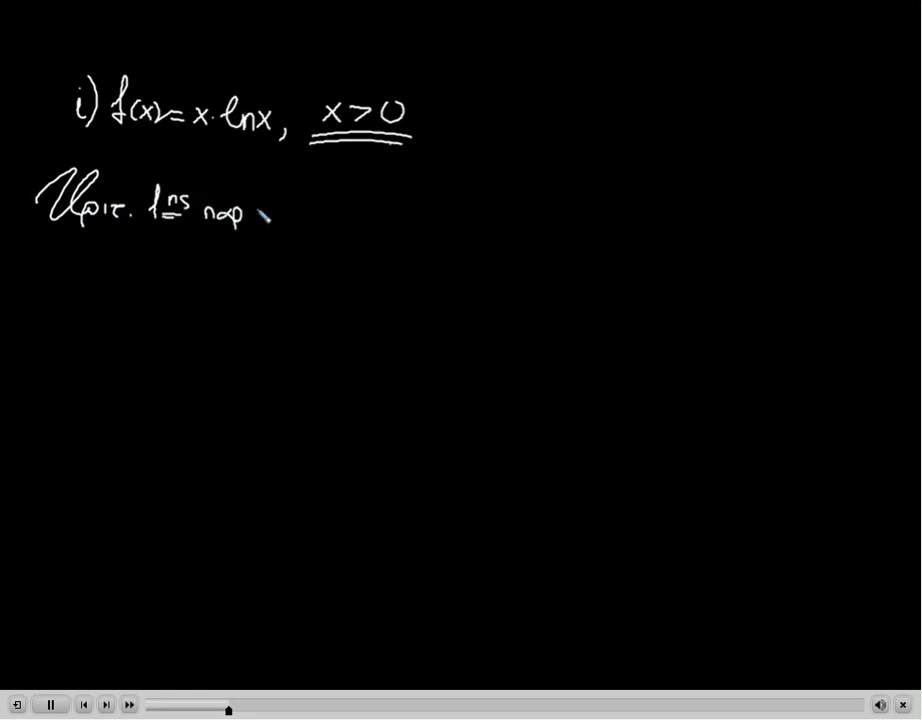 i) f(x) = x · lnx, x > 0
Κριτ. 1ης παρ